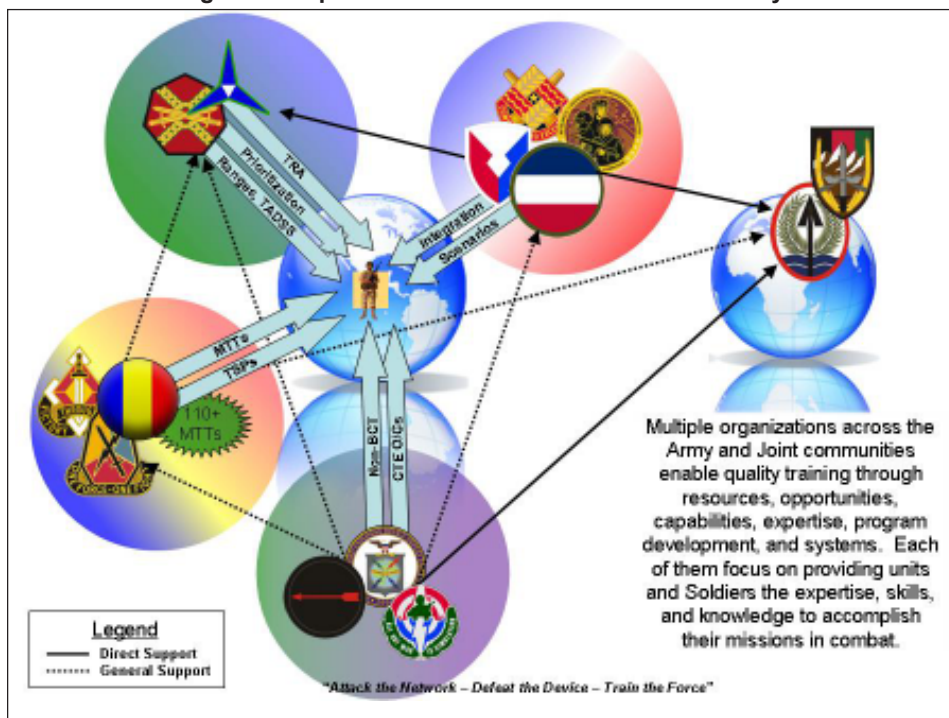 TRA
Prioritization
Ranges, TADSS
Integration
Scenarios
MTTs
TSPs
110+
MTTs
Non-BCT
CTE OICs
Multiple organizations across the
Army and Joint communities
enable quality training through
resources, opportunities,
capabilities, expertise, program
development, and systems.  Each
of them focus on providing units
and Soldiers the expertise, skills,
and knowledge to accomplish
their missions in combat.
Legend
Direct Support
General Support
"Attack the Network – Defeat the Device – Train the Force"